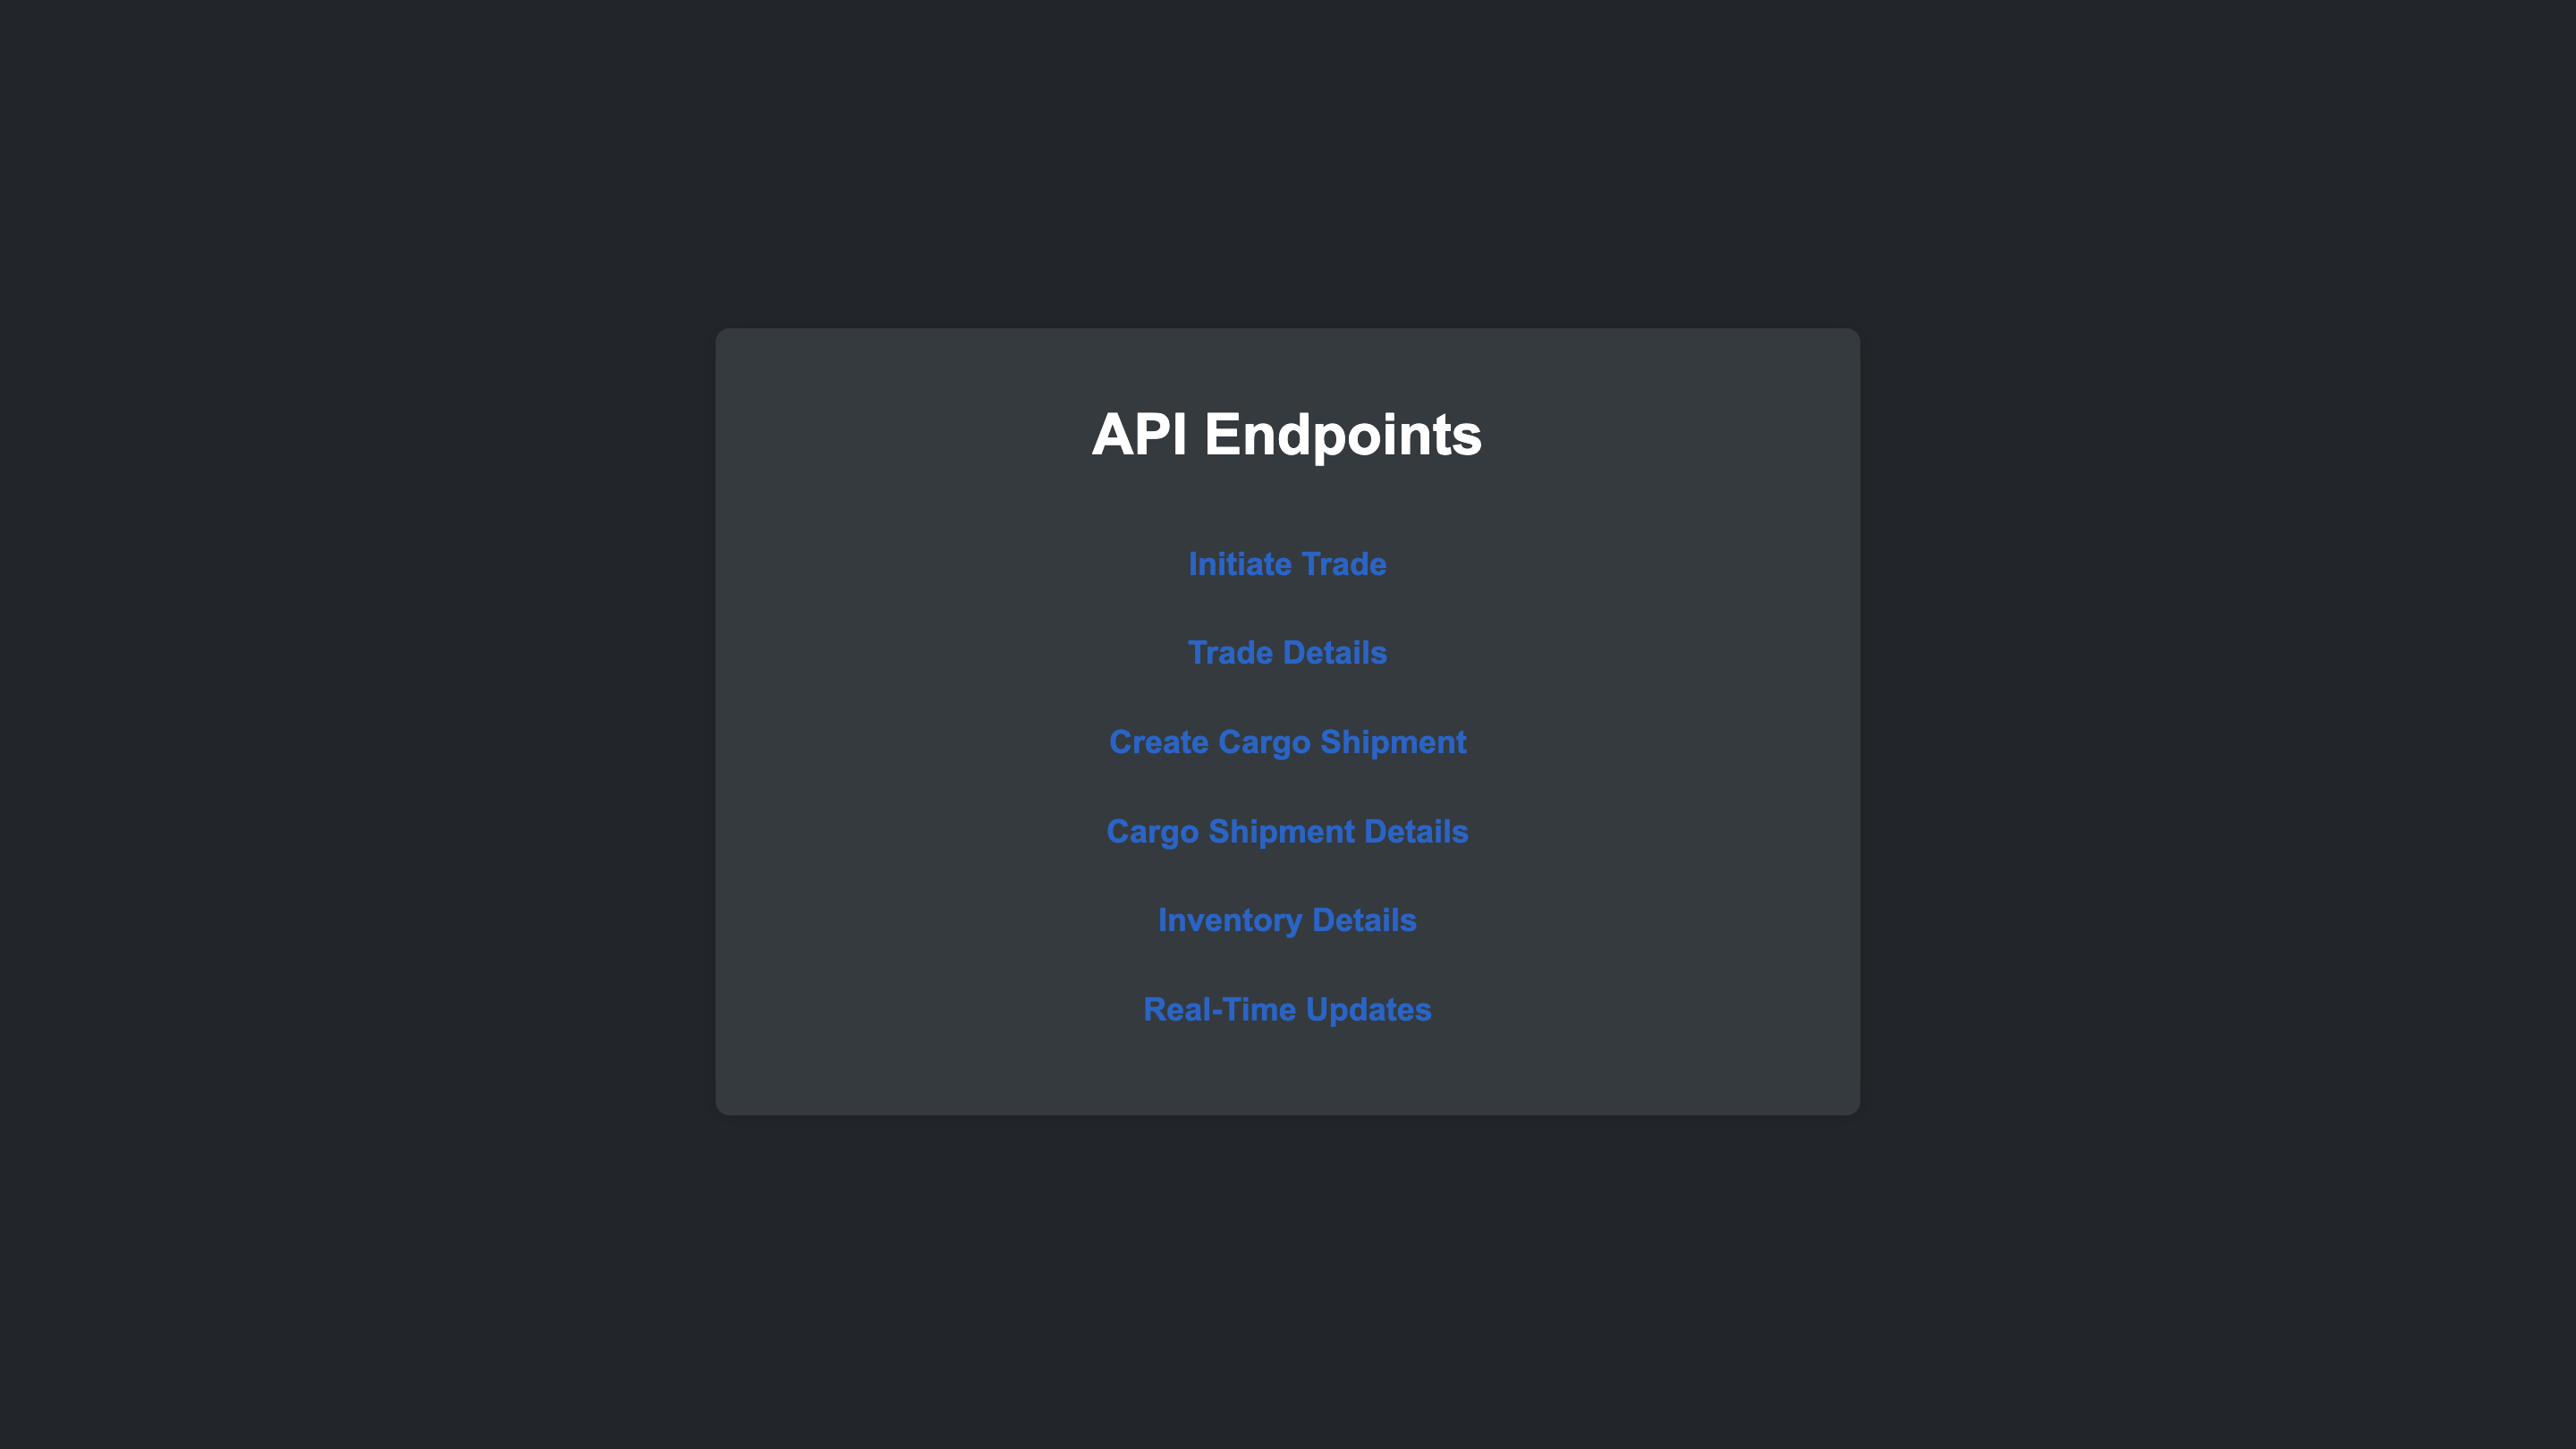 API Endpoints
Initiate Trade
Trade Details
Create Cargo Shipment
Cargo Shipment Details
Inventory Details
Real-Time Updates